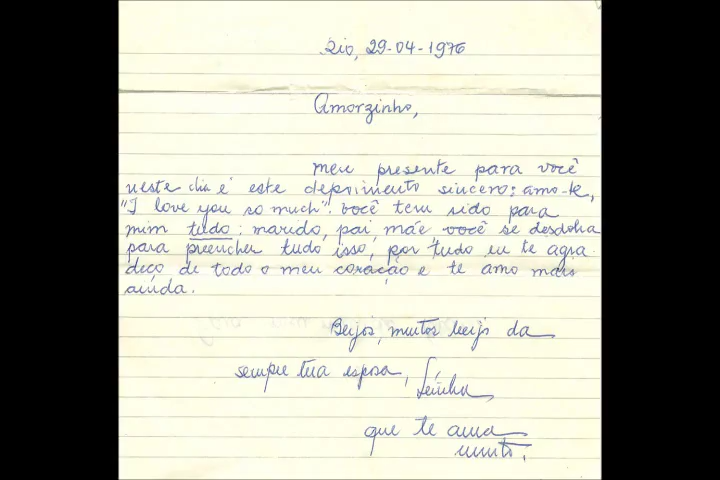 Rio, 29-04-1976
Amorzinho,
meu presente para você
neste dia é este depoimento sincero: amo-te,
"I love you so much". Você tem sido para
mim tudo: marido, pai, mãe você se desdobra
para preencher tudo isso, por tudo eu te agra-
deço de todo o meu coração e te amo mais
ainda.
Beijos, muitos beijos da
sempre tua esposa,
que te ama
muito.